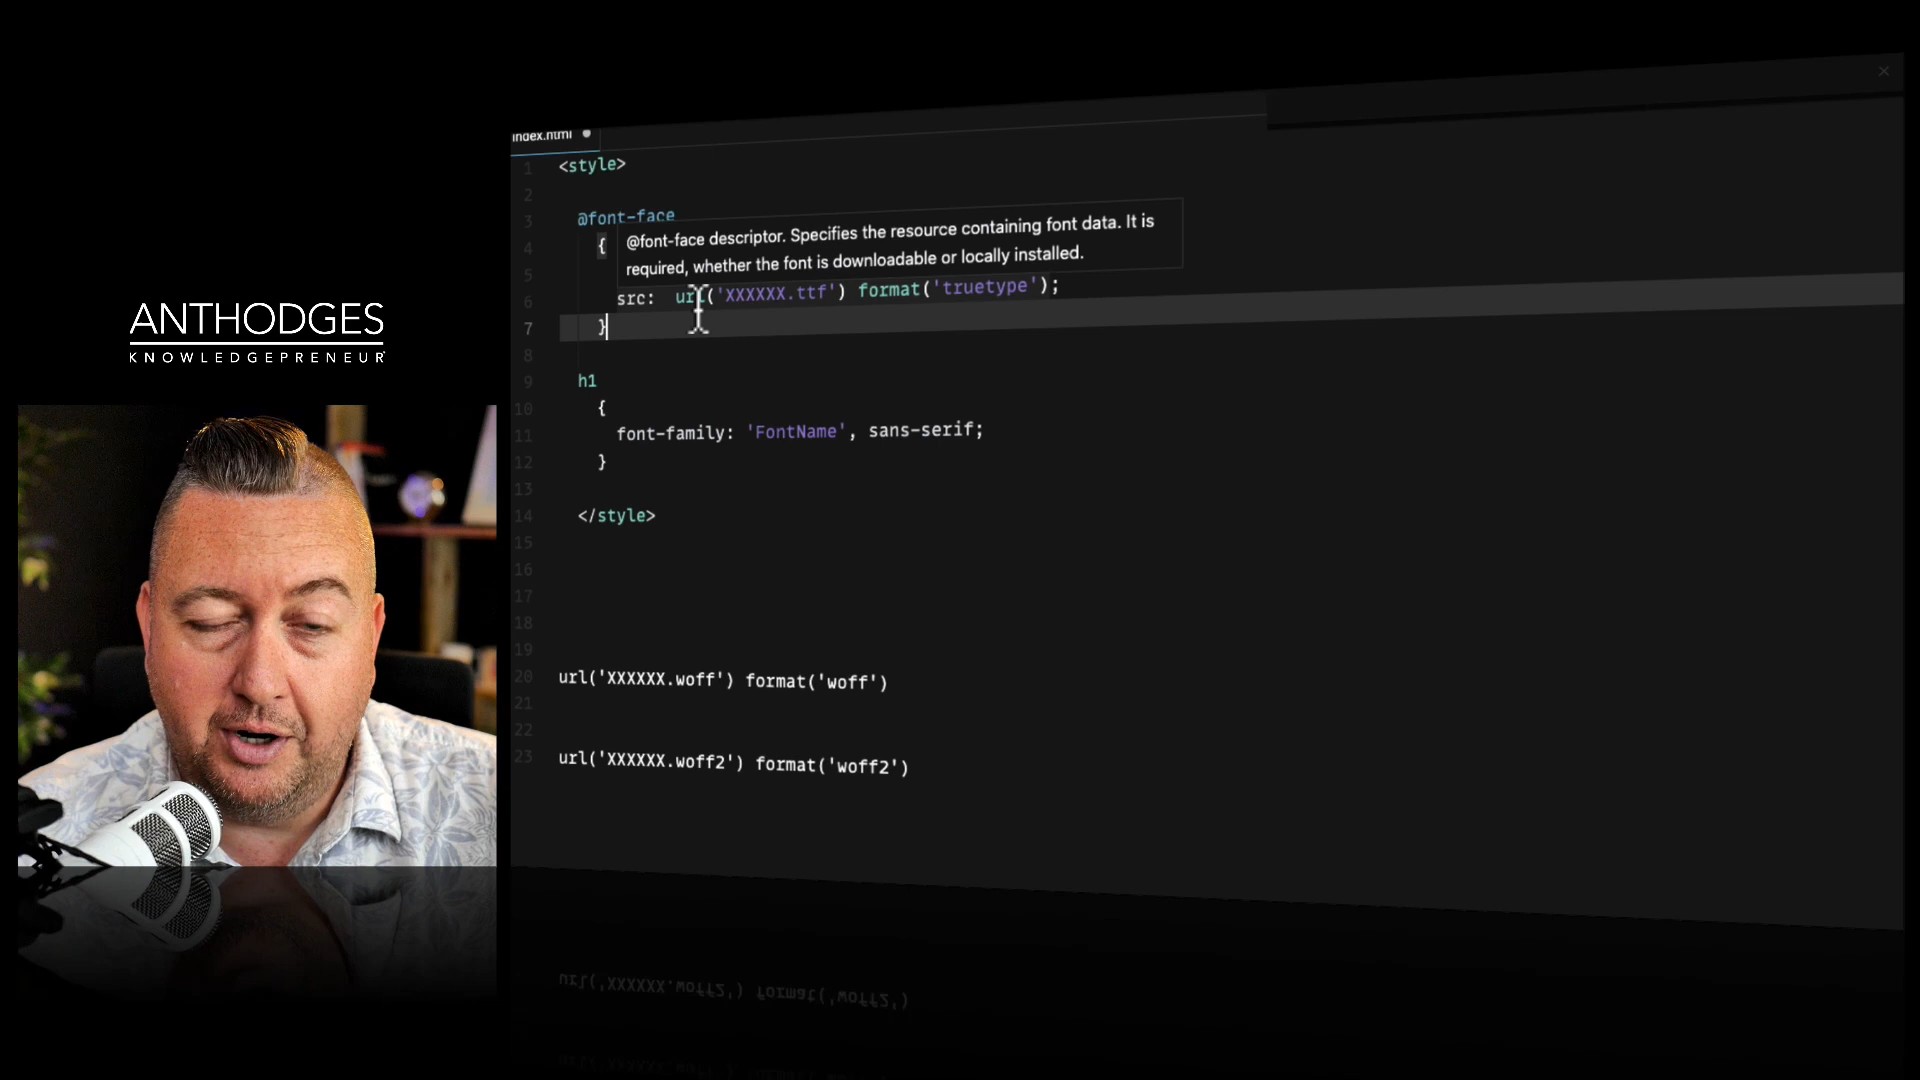 ANTHODGES
KNOWLEDGEPRENEUR
index.html
1 <style>
2
3 @font-face
4 {
@font-face descriptor. Specifies the resource containing font data. It is
required, whether the font is downloadable or locally installed.
5
6 src: url('XXXXXX.ttf') format('truetype');
7 }
8
9 h1
10 {
11 font-family: 'FontName', sans-serif;
12 }
13
14 </style>
15
16
17
18
19
20 url('XXXXXX.woff') format('woff')
21
22
23 url('XXXXXX.woff2') format('woff2')